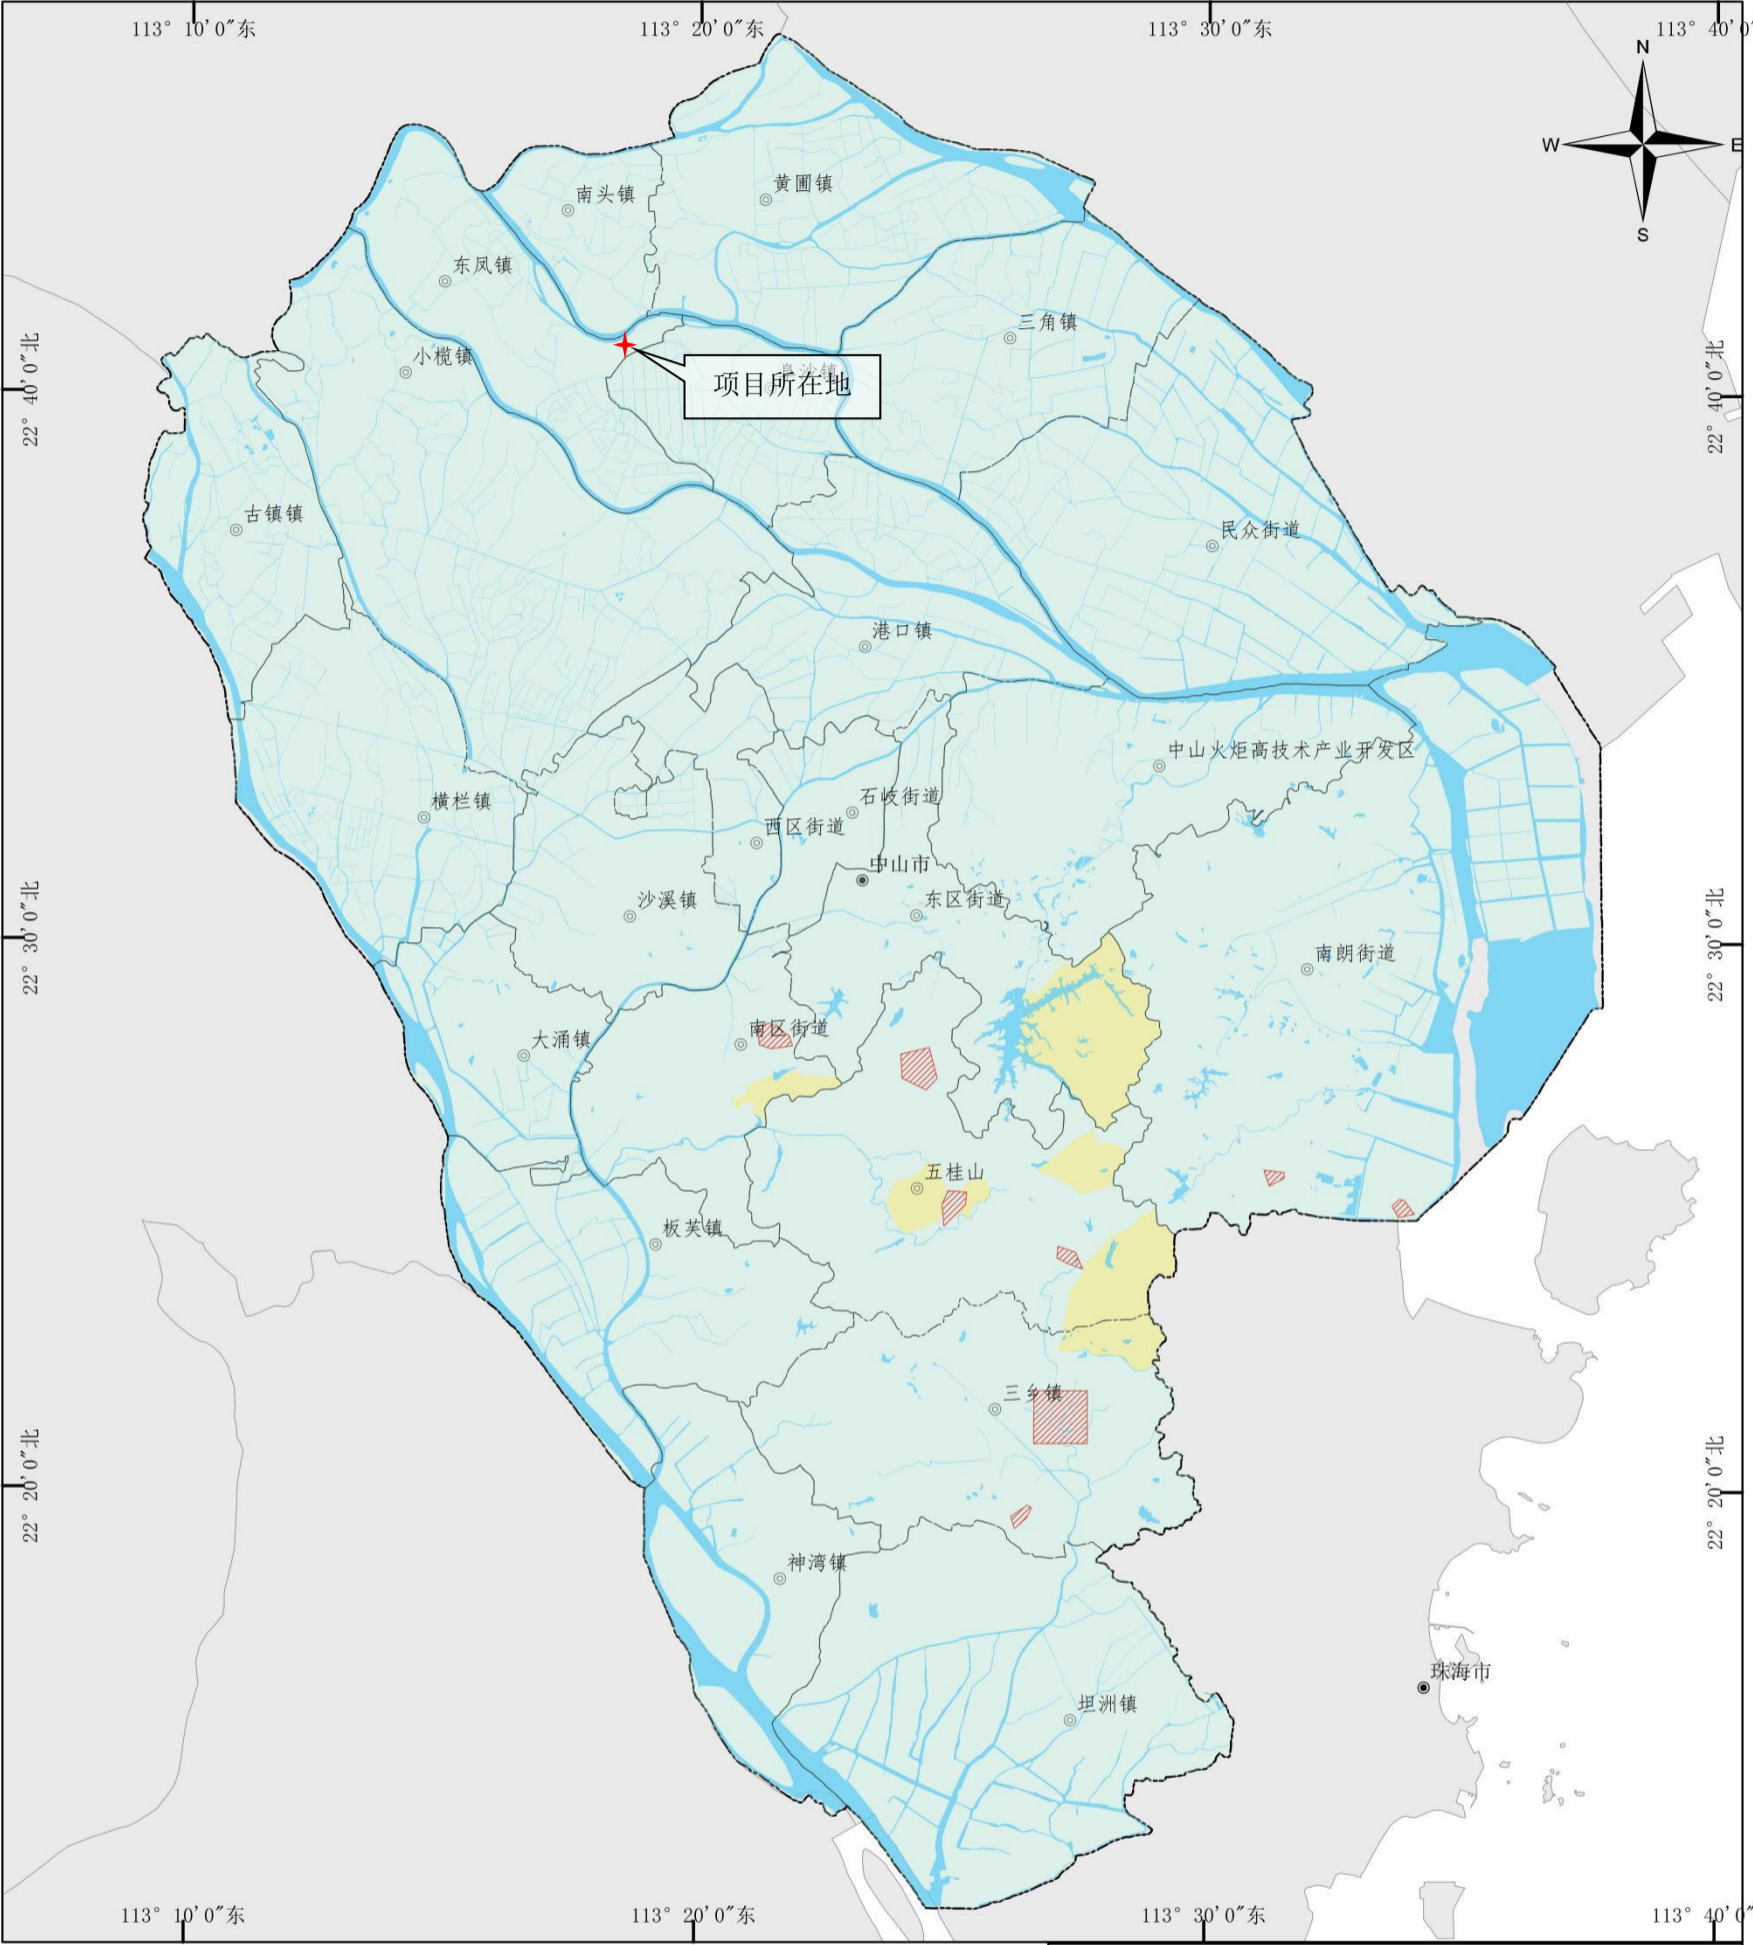 113° 10'0"东
113° 20'0"东
113° 30'0"东
113° 40'0"
N
W
E
S
黄圃镇
南头镇
东凤镇
三角镇
22° 40'0"北
22° 40'0"北
小榄镇
阜沙镇
项目所在地
古镇镇
民众街道
港口镇
中山火炬高技术产业开发区
横栏镇
石岐街道
西区街道
中山市
沙溪镇
东区街道
22° 30'0"北
22° 30'0"北
南朗街道
大涌镇
南区街道
五桂山
板芙镇
三乡镇
22° 20'0"北
22° 20'0"北
神湾镇
珠海市
坦洲镇
113° 10'0"东
113° 20'0"东
113° 30'0"东
113° 40'0"